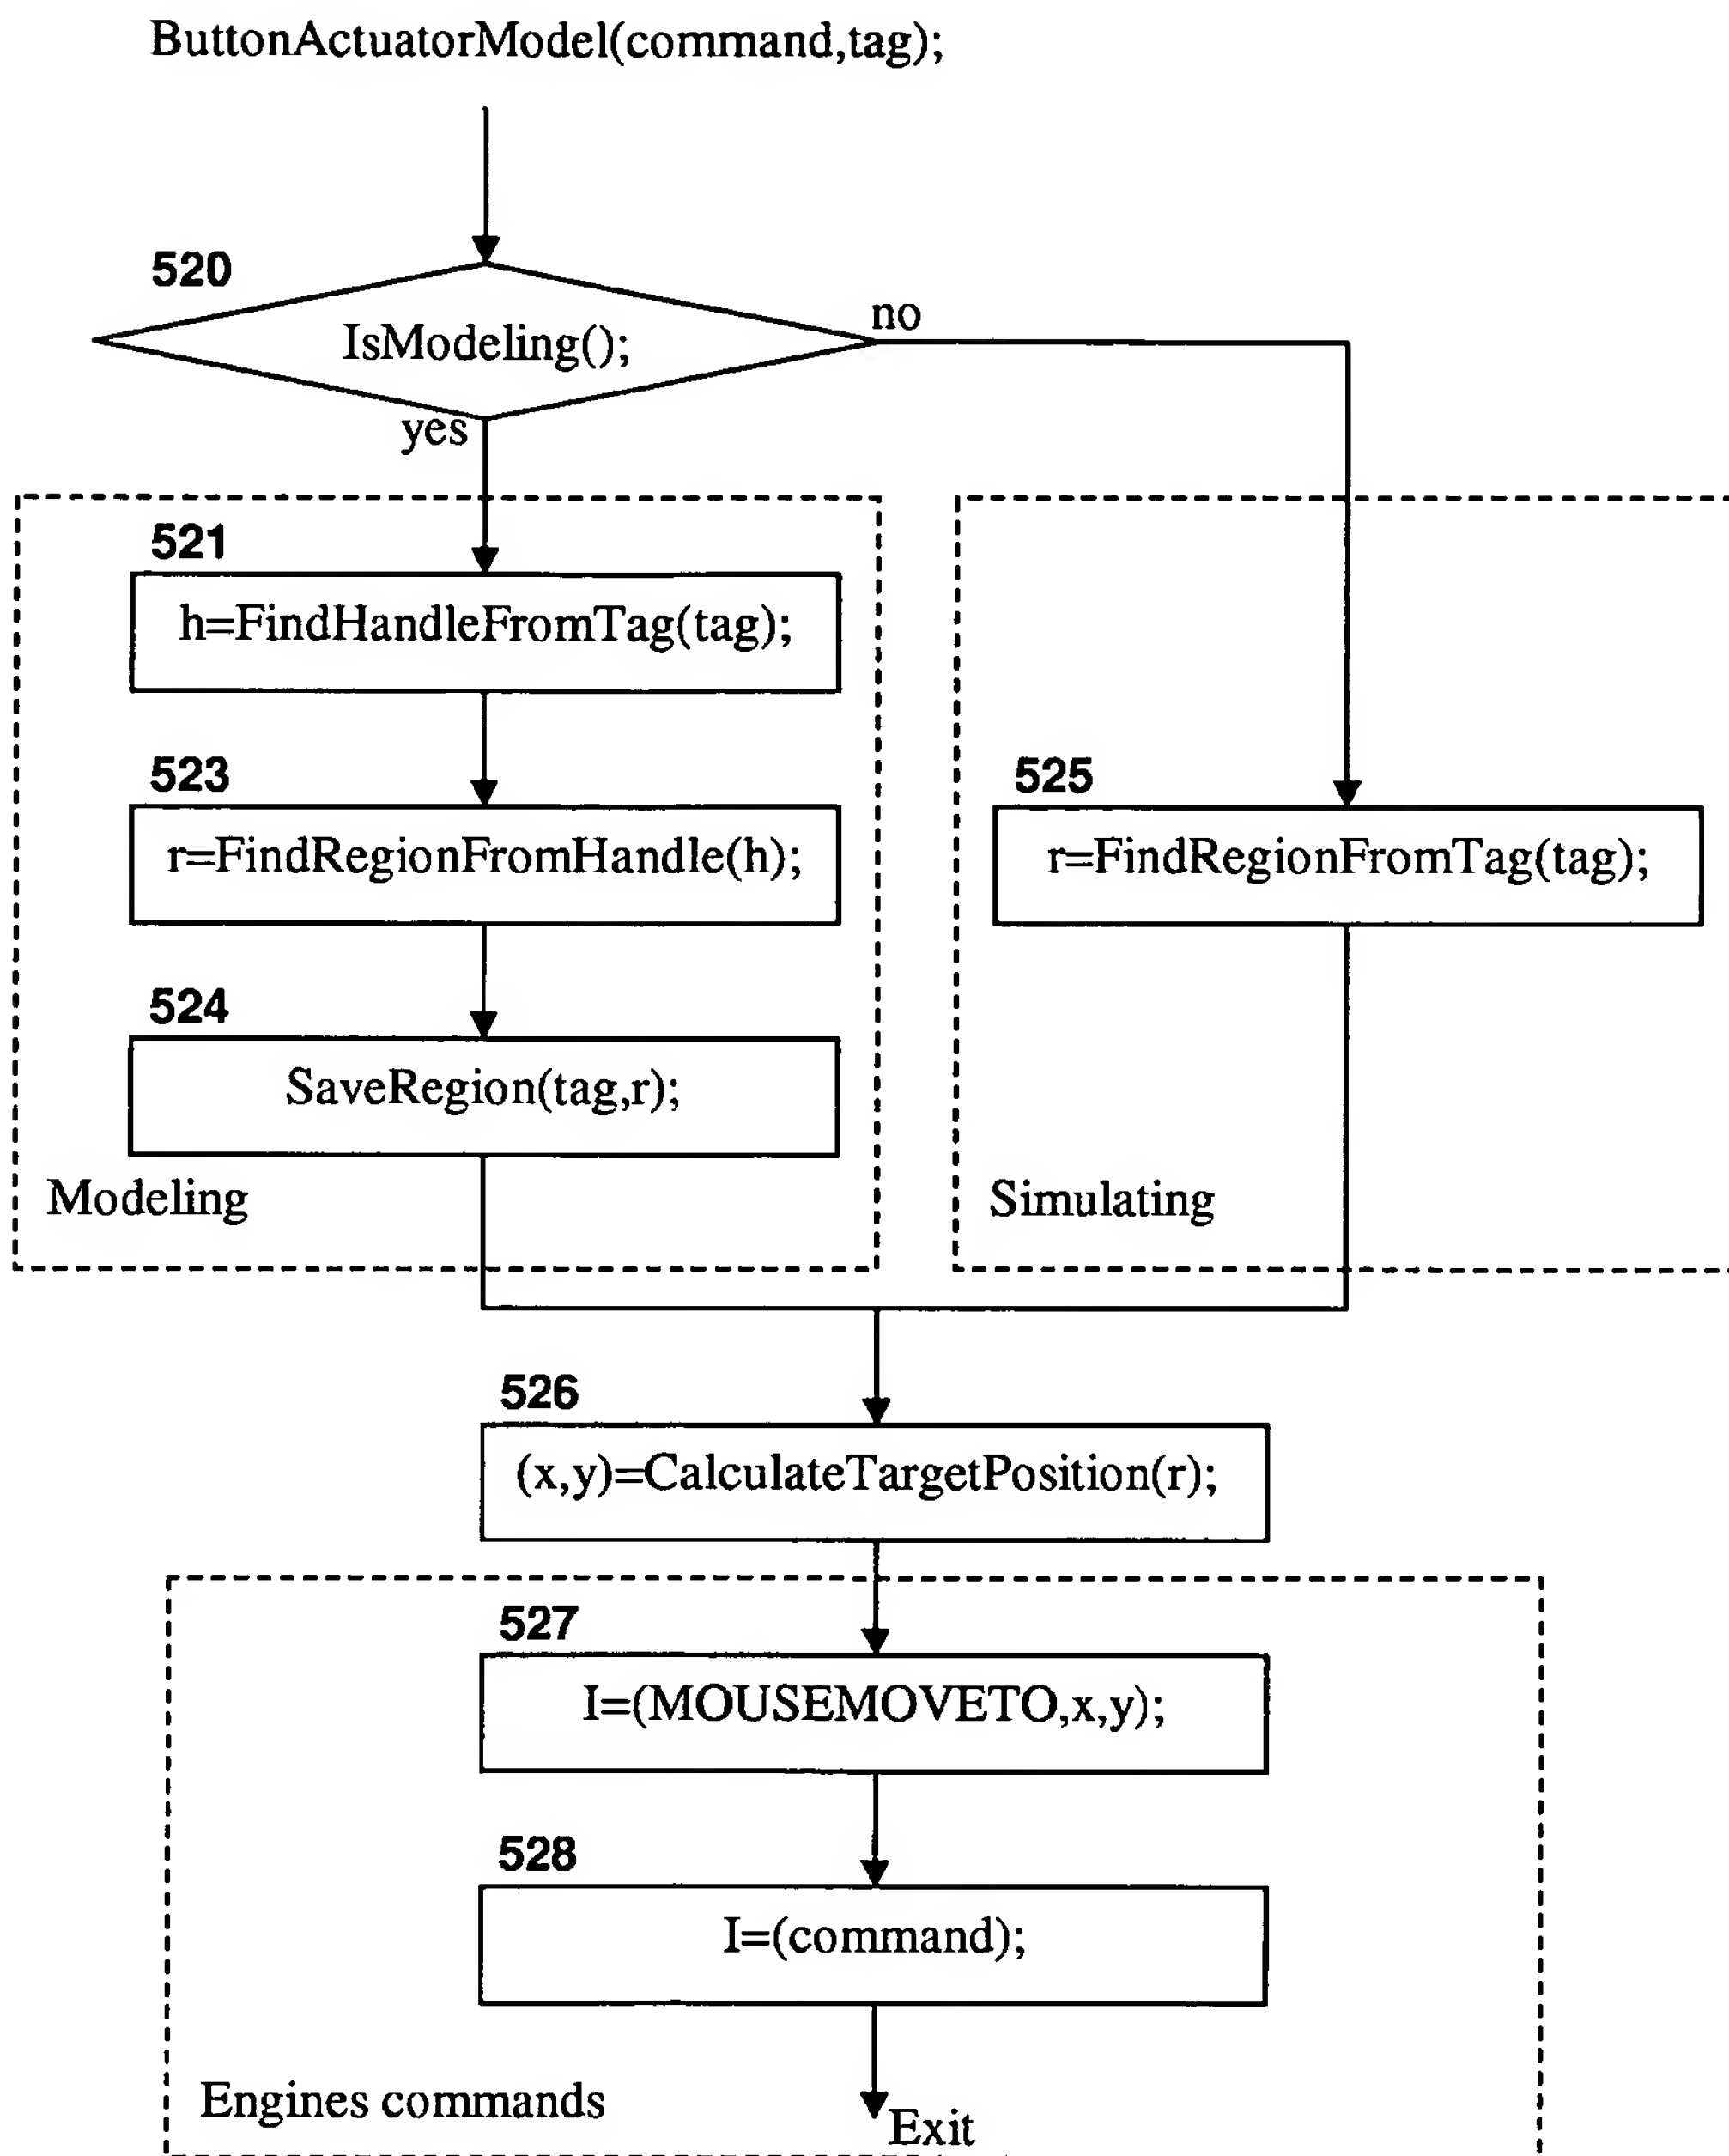 ButtonActuatorModel(command,tag);
520
IsModeling();
no
yes
521
h=FindHandleFromTag(tag);
523
r=FindRegionFromHandle(h);
525
r=FindRegionFromTag(tag);
524
SaveRegion(tag,r);
Modeling
Simulating
526
(x,y)=CalculateTargetPosition(r);
527
I=(MOUSEMOVETO,x,y);
528
I=(command);
Engines commands
Exit